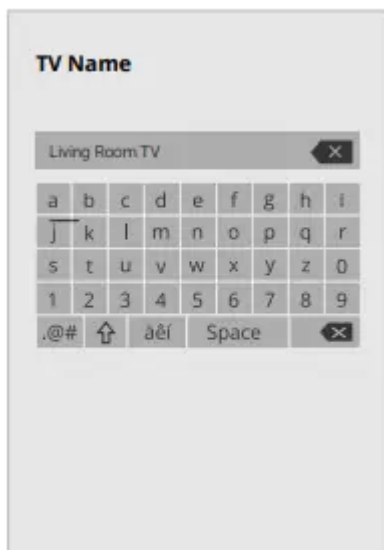 TV Name
Living Room TV
a b c d e f g h i
j k l m n o p q r
s t u v w x y z 0
1 2 3 4 5 6 7 8 9
.@# àêí Space